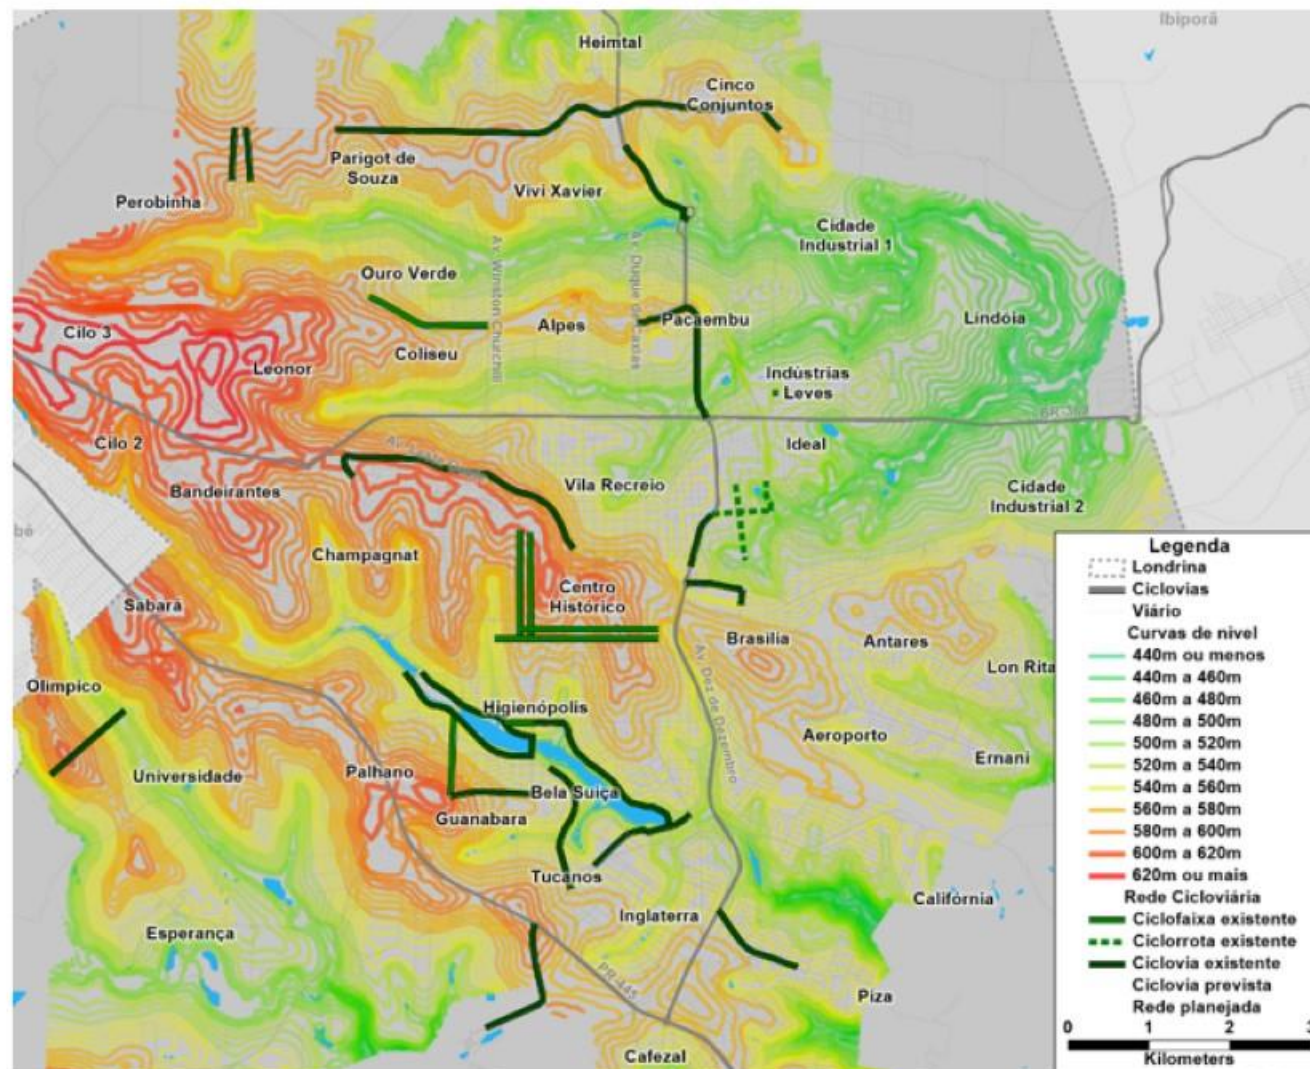 Ibiporã
Heimtal
Cinco
Conjuntos
Parigot de
Souza
Vivi Xavier
Perobinha
Cidade
Industrial 1
Ouro Verde
Av. Winston Churchill
Av. Duque de Caxias
Cilo 3
Alpes
Pacaembu
Lindóia
Coliseu
Leonor
Indústrias
Leves
Cilo 2
Ideal
Vila Recreio
Bandeirantes
Cidade
Industrial 2
bé
Champagnat
Sabará
Centro
Histórico
Brasília
Antares
Lon Rita
Olímpico
Av. Dez de Dezembro
Higienópolis
Aeroporto
Ernani
Universidade
Palhano
Bela Suiça
Guanabara
Tucanos
Inglaterra
Califórnia
Esperança
PR-445
Piza
Cafezal
Legenda
Londrina
Ciclovias
Viário
Curvas de nivel
440m ou menos
440m a 460m
460m a 480m
480m a 500m
500m a 520m
520m a 540m
540m a 560m
560m a 580m
580m a 600m
600m a 620m
620m ou mais
Rede Cicloviária
Ciclofaixa existente
Ciclorrota existente
Ciclovia existente
Ciclovia prevista
Rede planejada
0 1 2 3
Kilometers